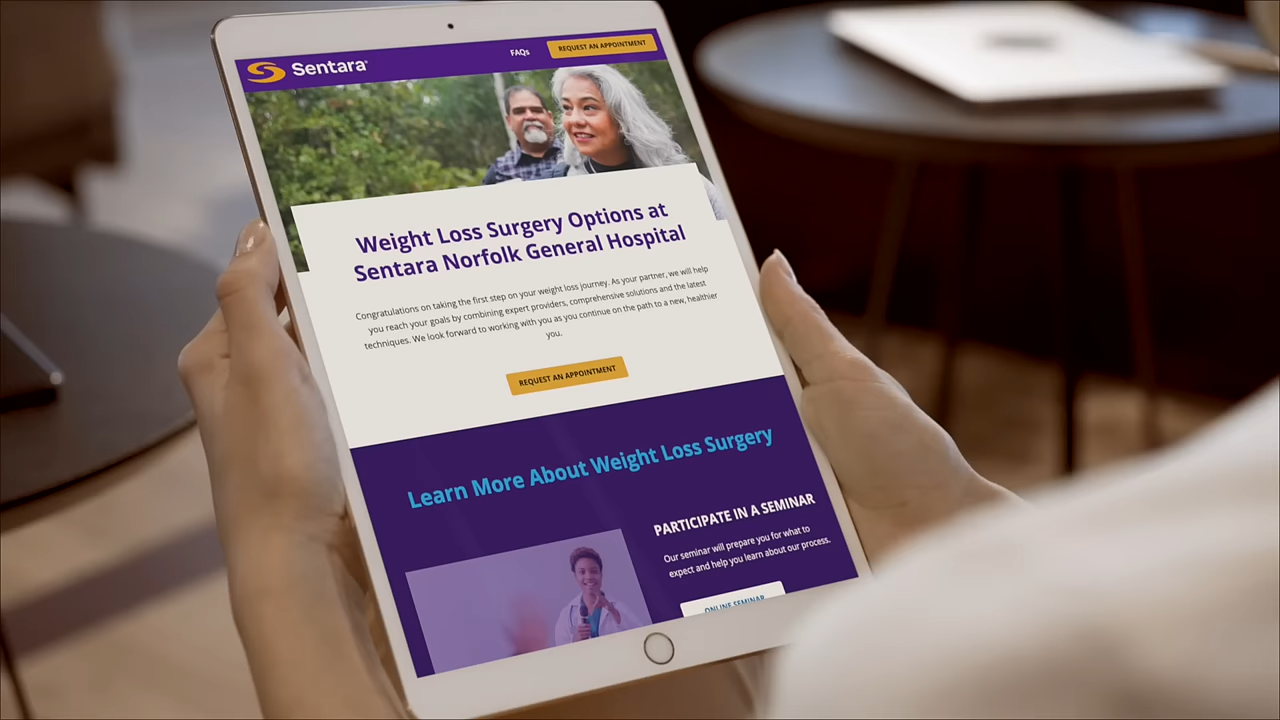 Sentara®
FAQs
REQUEST AN APPOINTMENT
Weight Loss Surgery Options at
Sentara Norfolk General Hospital
Congratulations on taking the first step on your weight loss journey. As your partner, we will help
you reach your goals by combining expert providers, comprehensive solutions and the latest
techniques. We look forward to working with you as you continue on the path to a new, healthier
you.
REQUEST AN APPOINTMENT
Learn More About Weight Loss Surgery
PARTICIPATE IN A SEMINAR
Our seminar will prepare you for what to
expect and help you learn about our process.
ONLINE SEMINAR